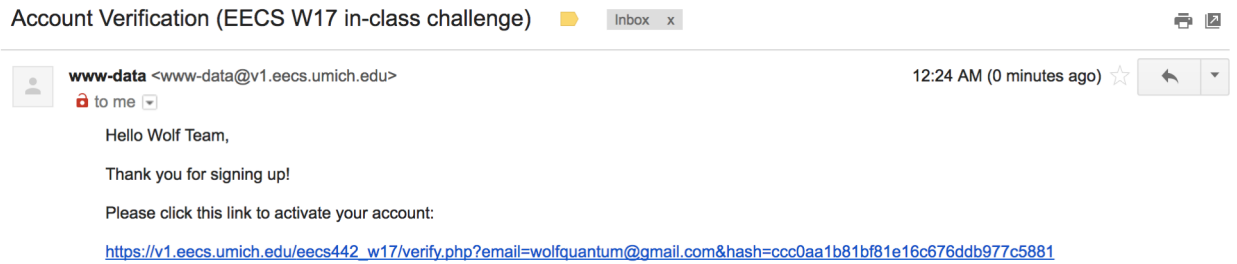 Account Verification (EECS W17 in-class challenge) Inbox x
www-data <www-data@v1.eecs.umich.edu> 12:24 AM (0 minutes ago)
to me
Hello Wolf Team,
Thank you for signing up!
Please click this link to activate your account:
https://v1.eecs.umich.edu/eecs442_w17/verify.php?email=wolfquantum@gmail.com&hash=ccc0aa1b81bf81e16c676ddb977c5881